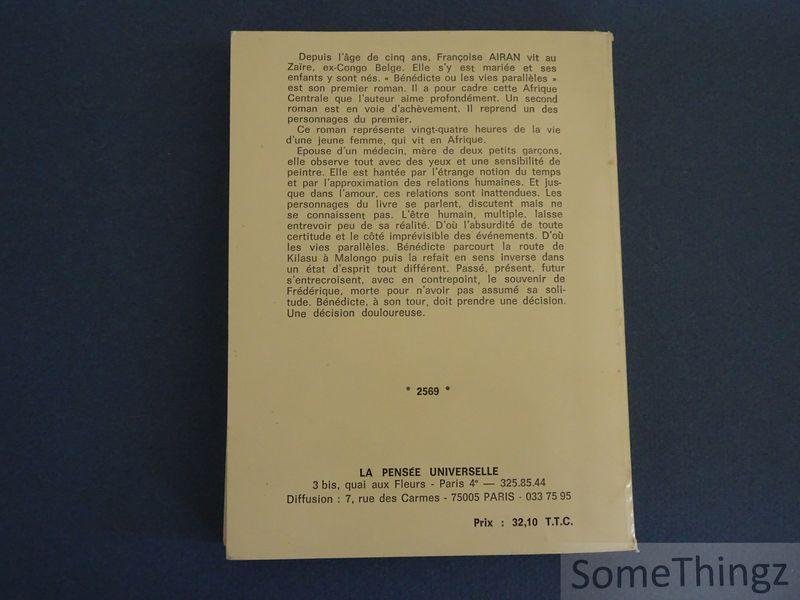 Depuis l'âge de cinq ans, Françoise AIRAN vit au
Zaïre, ex-Congo Belge. Elle s'y est mariée et ses
enfants y sont nés. « Bénédicte ou les vies parallèles »
est son premier roman. Il a pour cadre cette Afrique
Centrale que l'auteur aime profondément. Un second
roman est en voie d'achèvement. Il reprend un des
personnages du premier.
Ce roman représente vingt-quatre heures de la vie
d'une jeune femme, qui vit en Afrique.
Epouse d'un médecin, mère de deux petits garçons,
elle observe tout avec des yeux et une sensibilité de
peintre. Elle est hantée par l'étrange notion du temps
et par l'approximation des relations humaines. Et jus-
que dans l'amour, ces relations sont inattendues. Les
personnages du livre se parlent, discutent mais ne
se connaissent pas. L'être humain, multiple, laisse
entrevoir peu de sa réalité. D'où l'absurdité de toute
certitude et le côté imprévisible des événements. D'où
les vies parallèles. Bénédicte parcourt la route de
Kilasu à Malongo puis la refait en sens inverse dans
un état d'esprit tout différent. Passé, présent, futur
s'entrecroisent, avec en contrepoint, le souvenir de
Frédérique, morte pour n'avoir pas assumé sa soli-
tude. Bénédicte, à son tour, doit prendre une décision.
Une décision douloureuse.
* 2569 *
LA PENSÉE UNIVERSELLE
3 bis, quai aux Fleurs - Paris 4e — 325.85.44
Diffusion : 7, rue des Carmes - 75005 PARIS - 033 75 95
Prix : 32,10 T.T.C.
SomeThingz